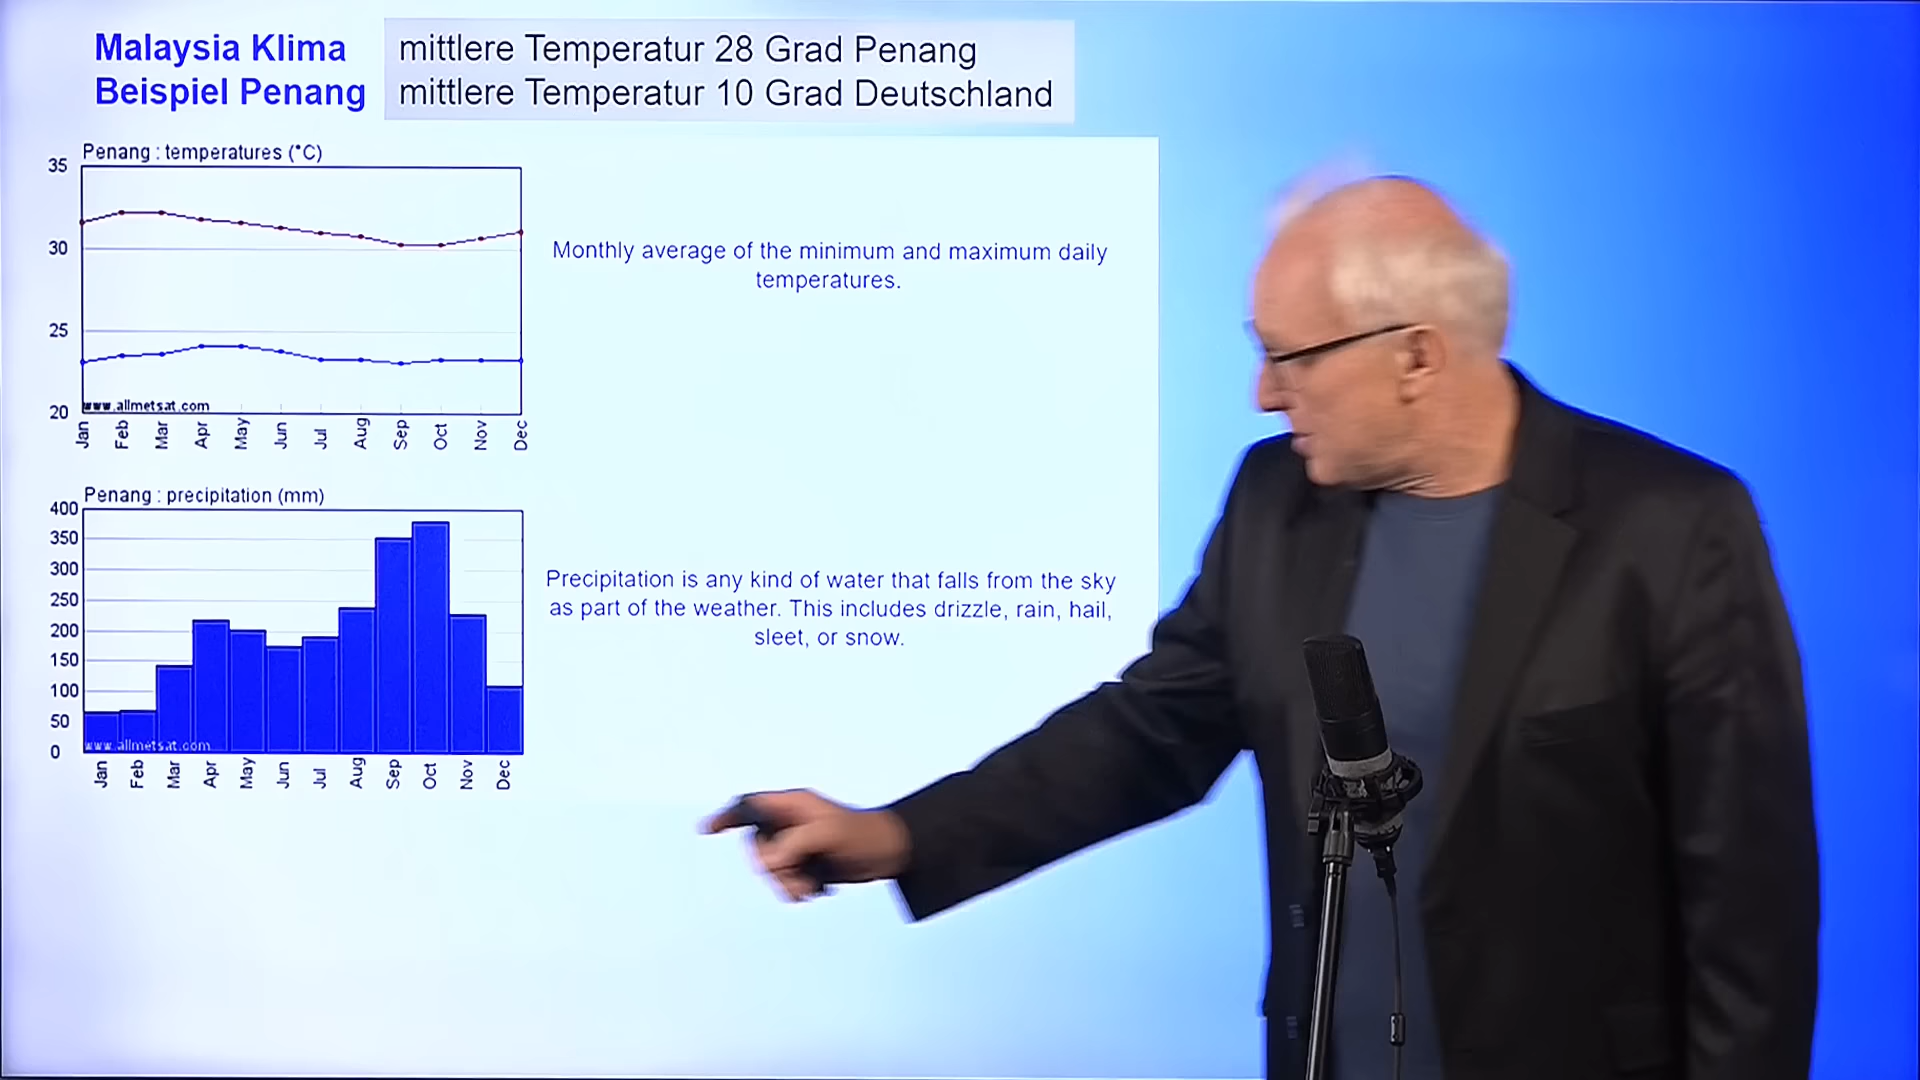 Malaysia Klima
Beispiel Penang
mittlere Temperatur 28 Grad Penang
mittlere Temperatur 10 Grad Deutschland
Penang : temperatures (°C)
35
30
25
20
www.allmetsat.com
Jan Feb Mar Apr May Jun Jul Aug Sep Oct Nov Dec
Monthly average of the minimum and maximum daily
temperatures.
Penang : precipitation (mm)
400
350
300
250
200
150
100
50
0
www.allmetsat.com
Jan Feb Mar Apr May Jun Jul Aug Sep Oct Nov Dec
Precipitation is any kind of water that falls from the sky
as part of the weather. This includes drizzle, rain, hail,
sleet, or snow.